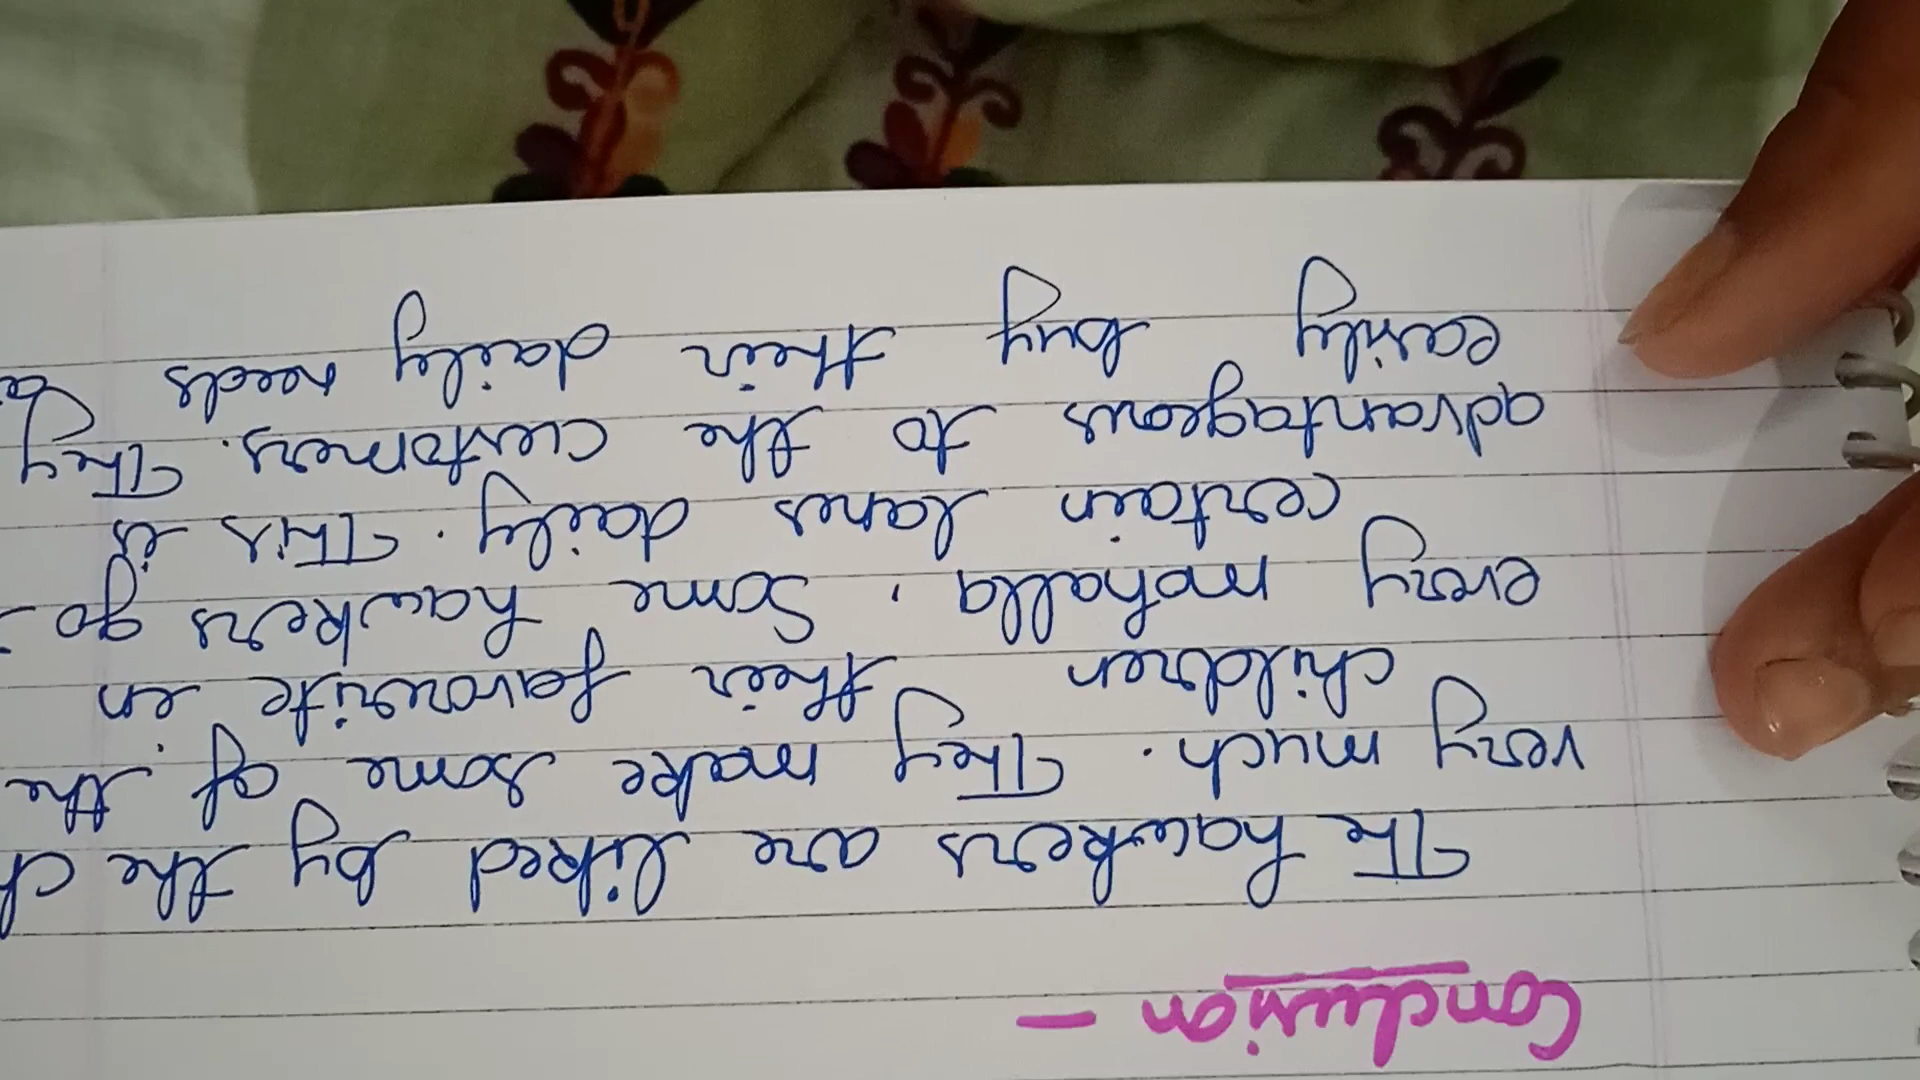 Conclusion -
The hawkers are liked by the
very much. They make some of the
children their favourite in
every mohalla. Some hawkers go
certain lanes daily. This is
advantageous to the customers. They
easily buy their daily needs